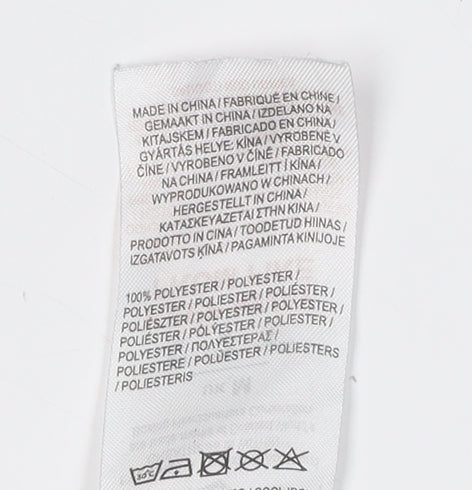 MADE IN CHINA / FABRIQUÉ EN CHINE /
GEMAAKT IN CHINA / IZDELANO NA
KITAJSKEM / FABRICADO EN CHINA /
GYÁRTÁS HELYE: KÍNA / VYROBENÉ V
ČÍNE / VYROBENO V ČÍNĚ / FABRICADO
NA CHINA / FRAMLEITT Í KÍNA /
WYPRODUKOWANO W CHINACH /
HERGESTELLT IN CHINA /
ΚΑΤΑΣΚΕΥΑΖΕΤΑΙ ΣΤΗΝ ΚΙΝΑ /
PRODOTTO IN CINA / TOODETUD HIINAS /
IZGATAVOTS ĶĪNĀ / PAGAMINTA KINIJOJE
100% POLYESTER / POLYESTER /
POLYESTER / POLIESTER / POLIÉSTER /
POLIÉSZTER / POLYESTER / POLYESTER /
POLIÉSTER / PÓLÝESTER / POLIESTER /
POLYESTER / ΠΟΛΥΕΣΤΕΡΑΣ /
POLIESTERE / POLÜESTER / POLIESTERS
/ POLIESTERIS
30°C